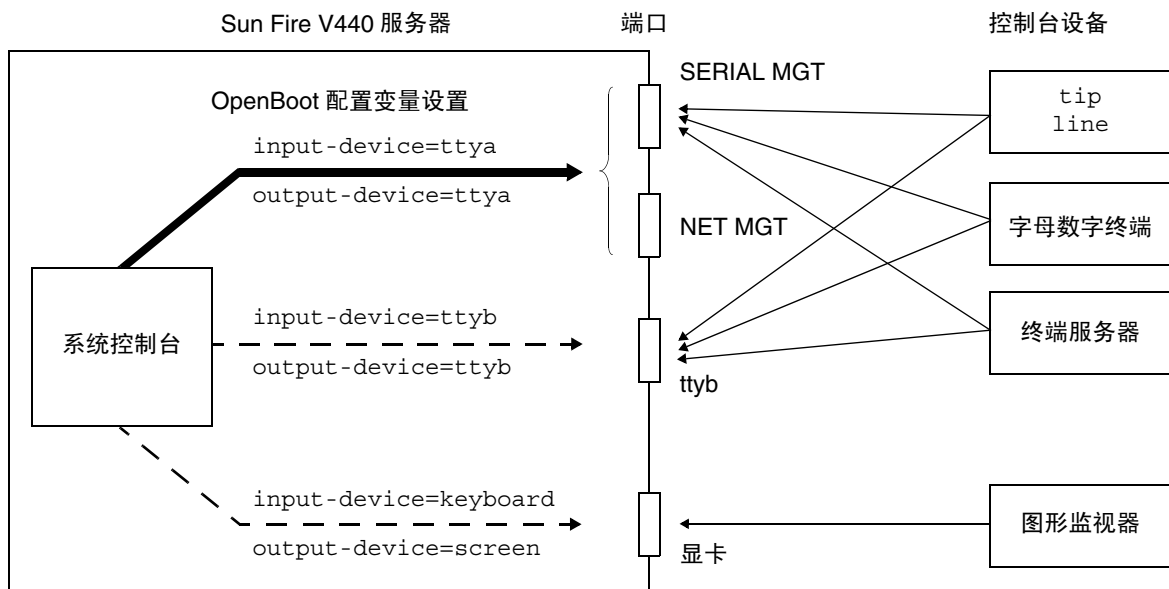 Sun Fire V440 服务器
端口
控制台设备
OpenBoot 配置变量设置
input-device=ttya
output-device=ttya
系统控制台
input-device=ttyb
output-device=ttyb
input-device=keyboard
output-device=screen
SERIAL MGT
NET MGT
ttyb
显卡
tip
line
字母数字终端
终端服务器
图形监视器